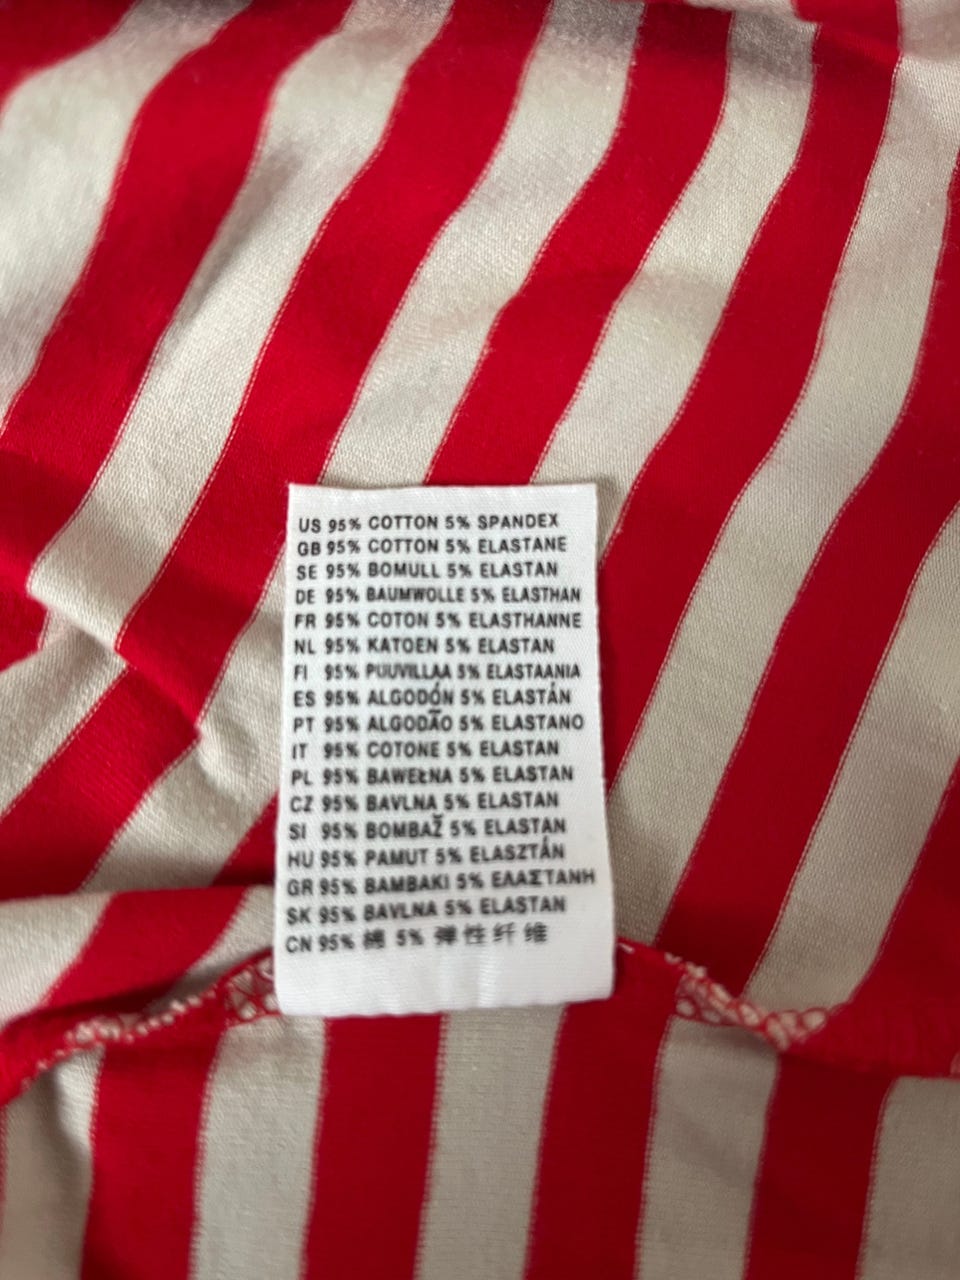 US 95% COTTON 5% SPANDEX
GB 95% COTTON 5% ELASTANE
SE 95% BOMULL 5% ELASTAN
DE 95% BAUMWOLLE 5% ELASTHAN
FR 95% COTON 5% ELASTHANNE
NL 95% KATOEN 5% ELASTAN
FI 95% PUUVILLAA 5% ELASTAANIA
ES 95% ALGODÓN 5% ELASTÁN
PT 95% ALGODÃO 5% ELASTANO
IT 95% COTONE 5% ELASTAN
PL 95% BAWEŁNA 5% ELASTAN
CZ 95% BAVLNA 5% ELASTAN
SI 95% BOMBAŽ 5% ELASTAN
HU 95% PAMUT 5% ELASZTÁN
GR 95% BAMBAKI 5% ΕΛΑΣΤΑΝΗ
SK 95% BAVLNA 5% ELASTAN
CN 95% 棉 5% 弹性纤维